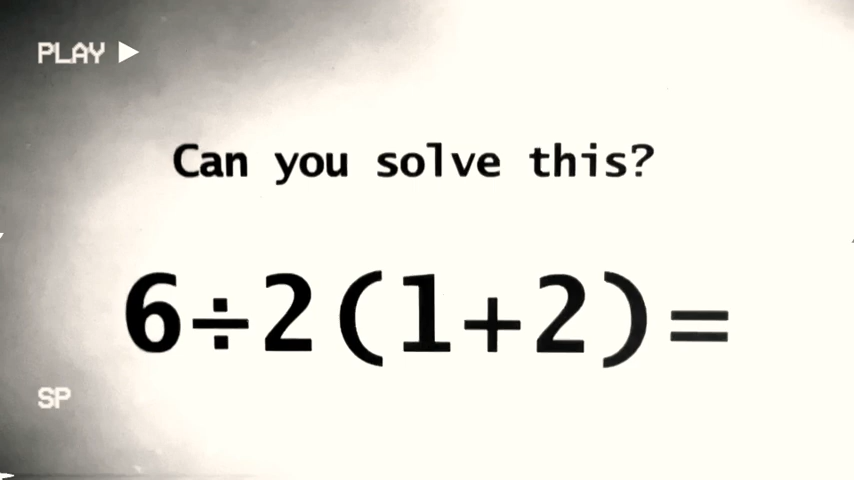 PLAY ▶
Can you solve this?
6÷2(1+2)=
SP